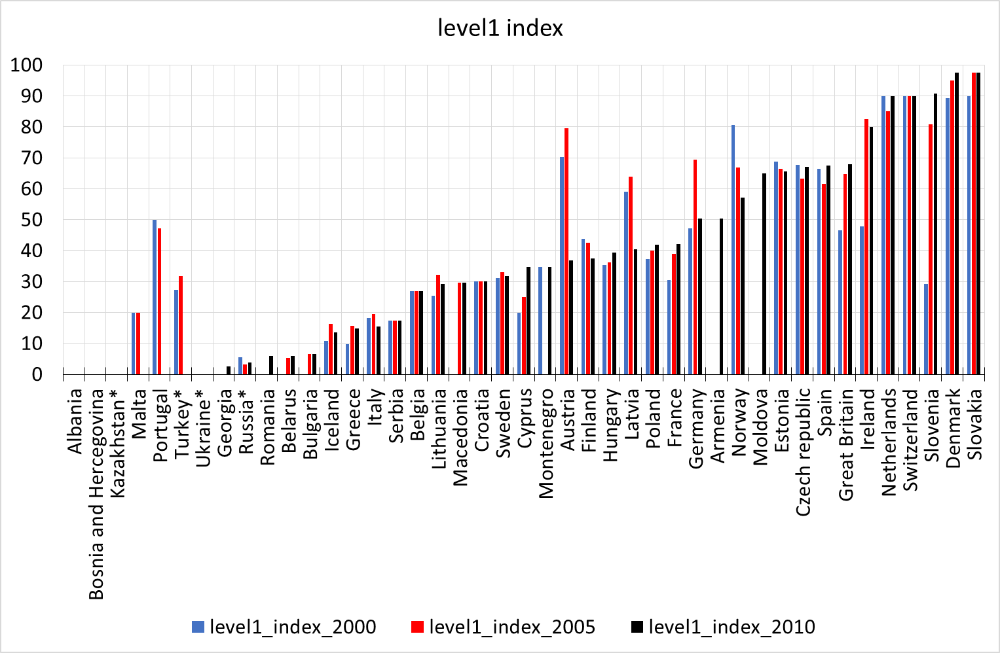 level1 index
100
90
80
70
60
50
40
30
20
10
0
Albania
Bosnia and Hercegovina
Kazakhstan*
Malta
Portugal
Turkey*
Ukraine*
Georgia
Russia*
Romania
Belarus
Bulgaria
Iceland
Greece
Italy
Serbia
Belgia
Lithuania
Macedonia
Croatia
Sweden
Cyprus
Montenegro
Austria
Finland
Hungary
Latvia
Poland
France
Germany
Armenia
Norway
Moldova
Estonia
Czech republic
Spain
Great Britain
Ireland
Netherlands
Switzerland
Slovenia
Denmark
Slovakia
level1_index_2000 level1_index_2005 level1_index_2010